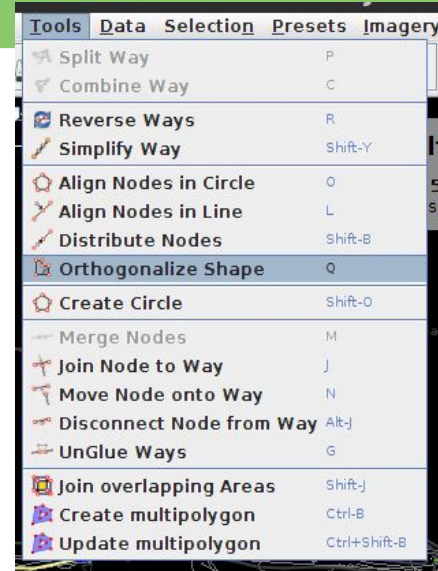 Tools Data Selection Presets Imagery
Split Way P
Combine Way C
Reverse Ways R
Simplify Way Shift-Y
Align Nodes in Circle O
Align Nodes in Line L
Distribute Nodes Shift-B
Orthogonalize Shape Q
Create Circle Shift-O
Merge Nodes M
Join Node to Way J
Move Node onto Way N
Disconnect Node from Way Alt-J
UnGlue Ways G
Join overlapping Areas Shift-J
Create multipolygon Ctrl-B
Update multipolygon Ctrl+Shift-B